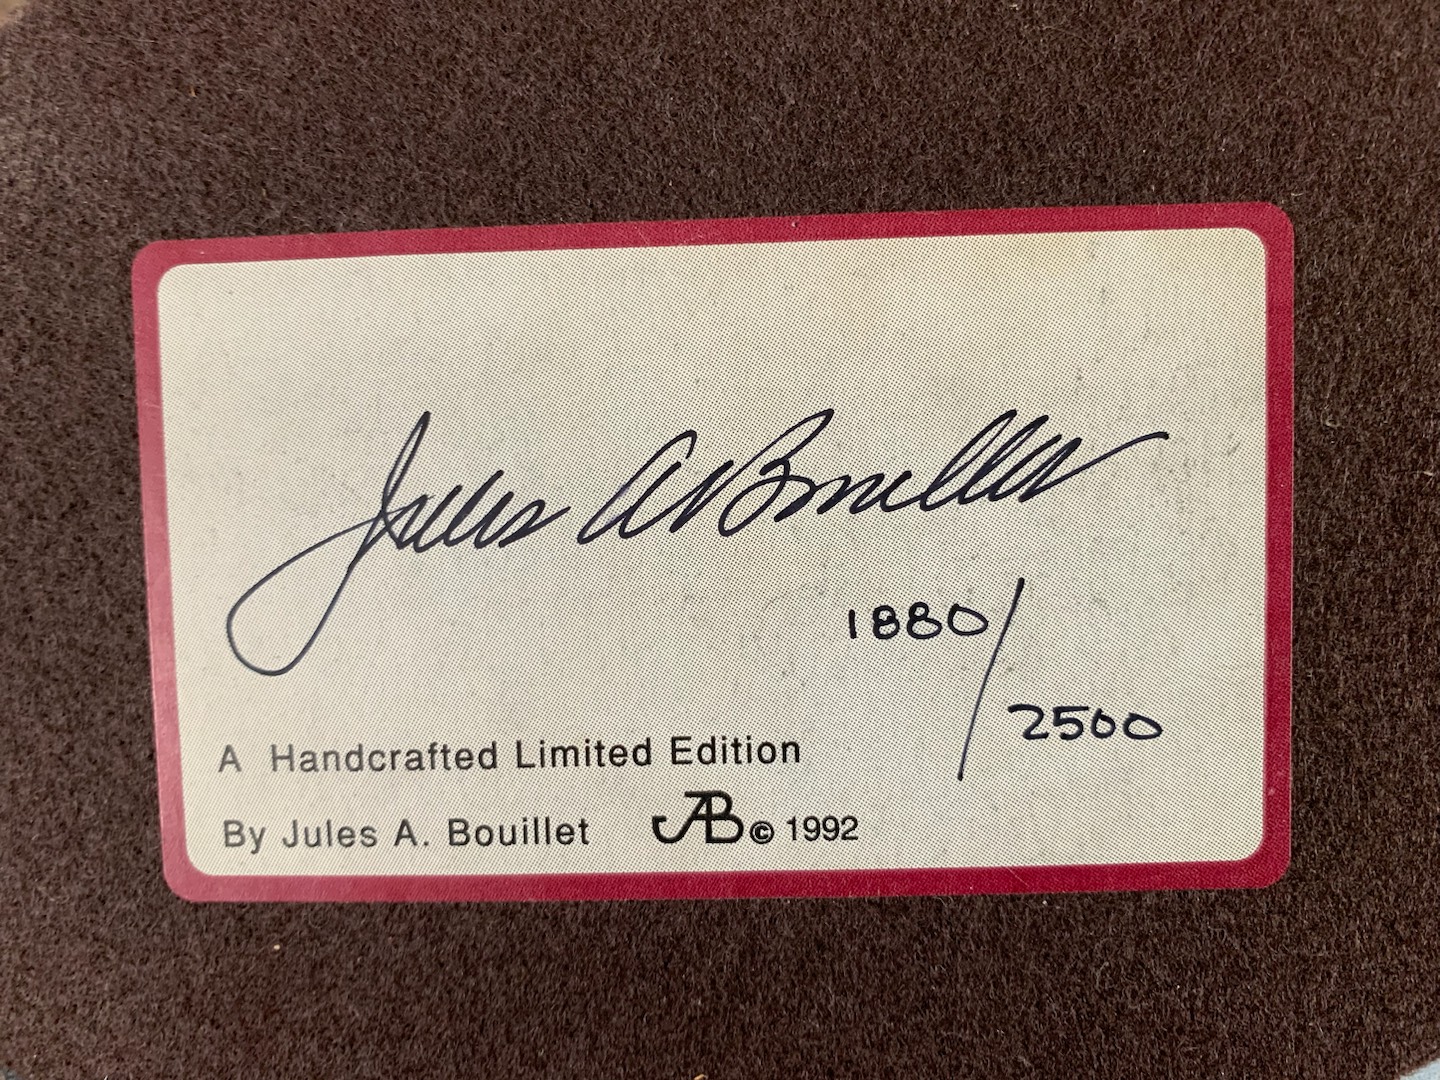 Jules A Bouillet
1880/
2500
A Handcrafted Limited Edition
By Jules A. Bouillet JAB © 1992